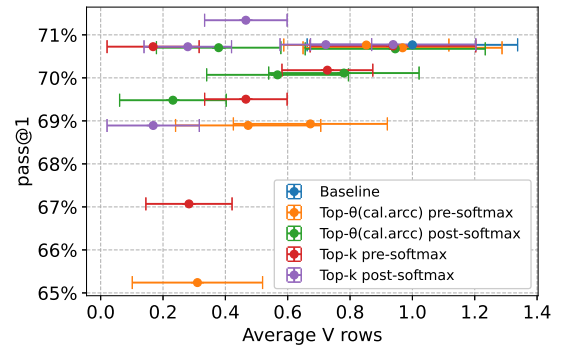 pass@1
71%
70%
69%
68%
67%
66%
65%
Baseline
Top-θ(cal.arcc) pre-softmax
Top-θ(cal.arcc) post-softmax
Top-k pre-softmax
Top-k post-softmax
0.0 0.2 0.4 0.6 0.8 1.0 1.2 1.4
Average V rows